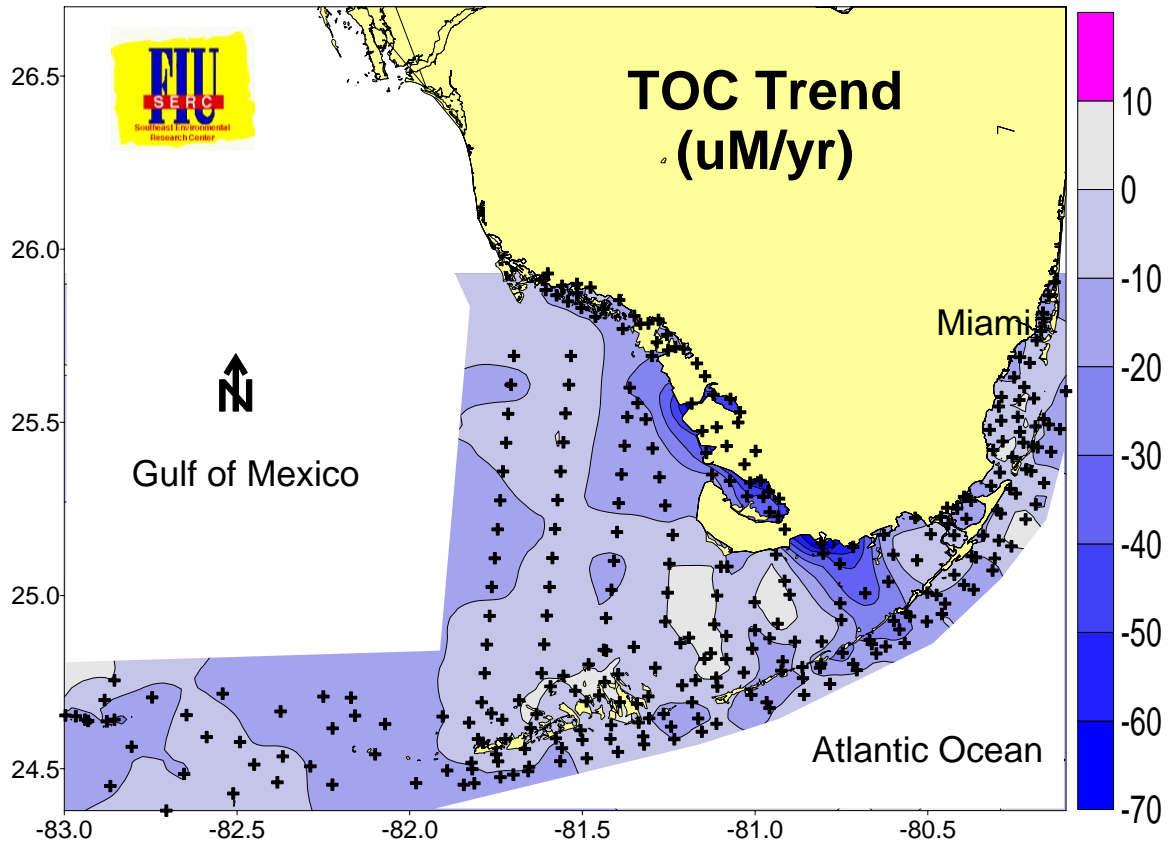 FIU
SERC
Southeast Environmental
Research Center
TOC Trend
(uM/yr)
Miami
N
Gulf of Mexico
Atlantic Ocean
26.5
26.0
25.5
25.0
24.5
-83.0
-82.5
-82.0
-81.5
-81.0
-80.5
10
0
-10
-20
-30
-40
-50
-60
-70